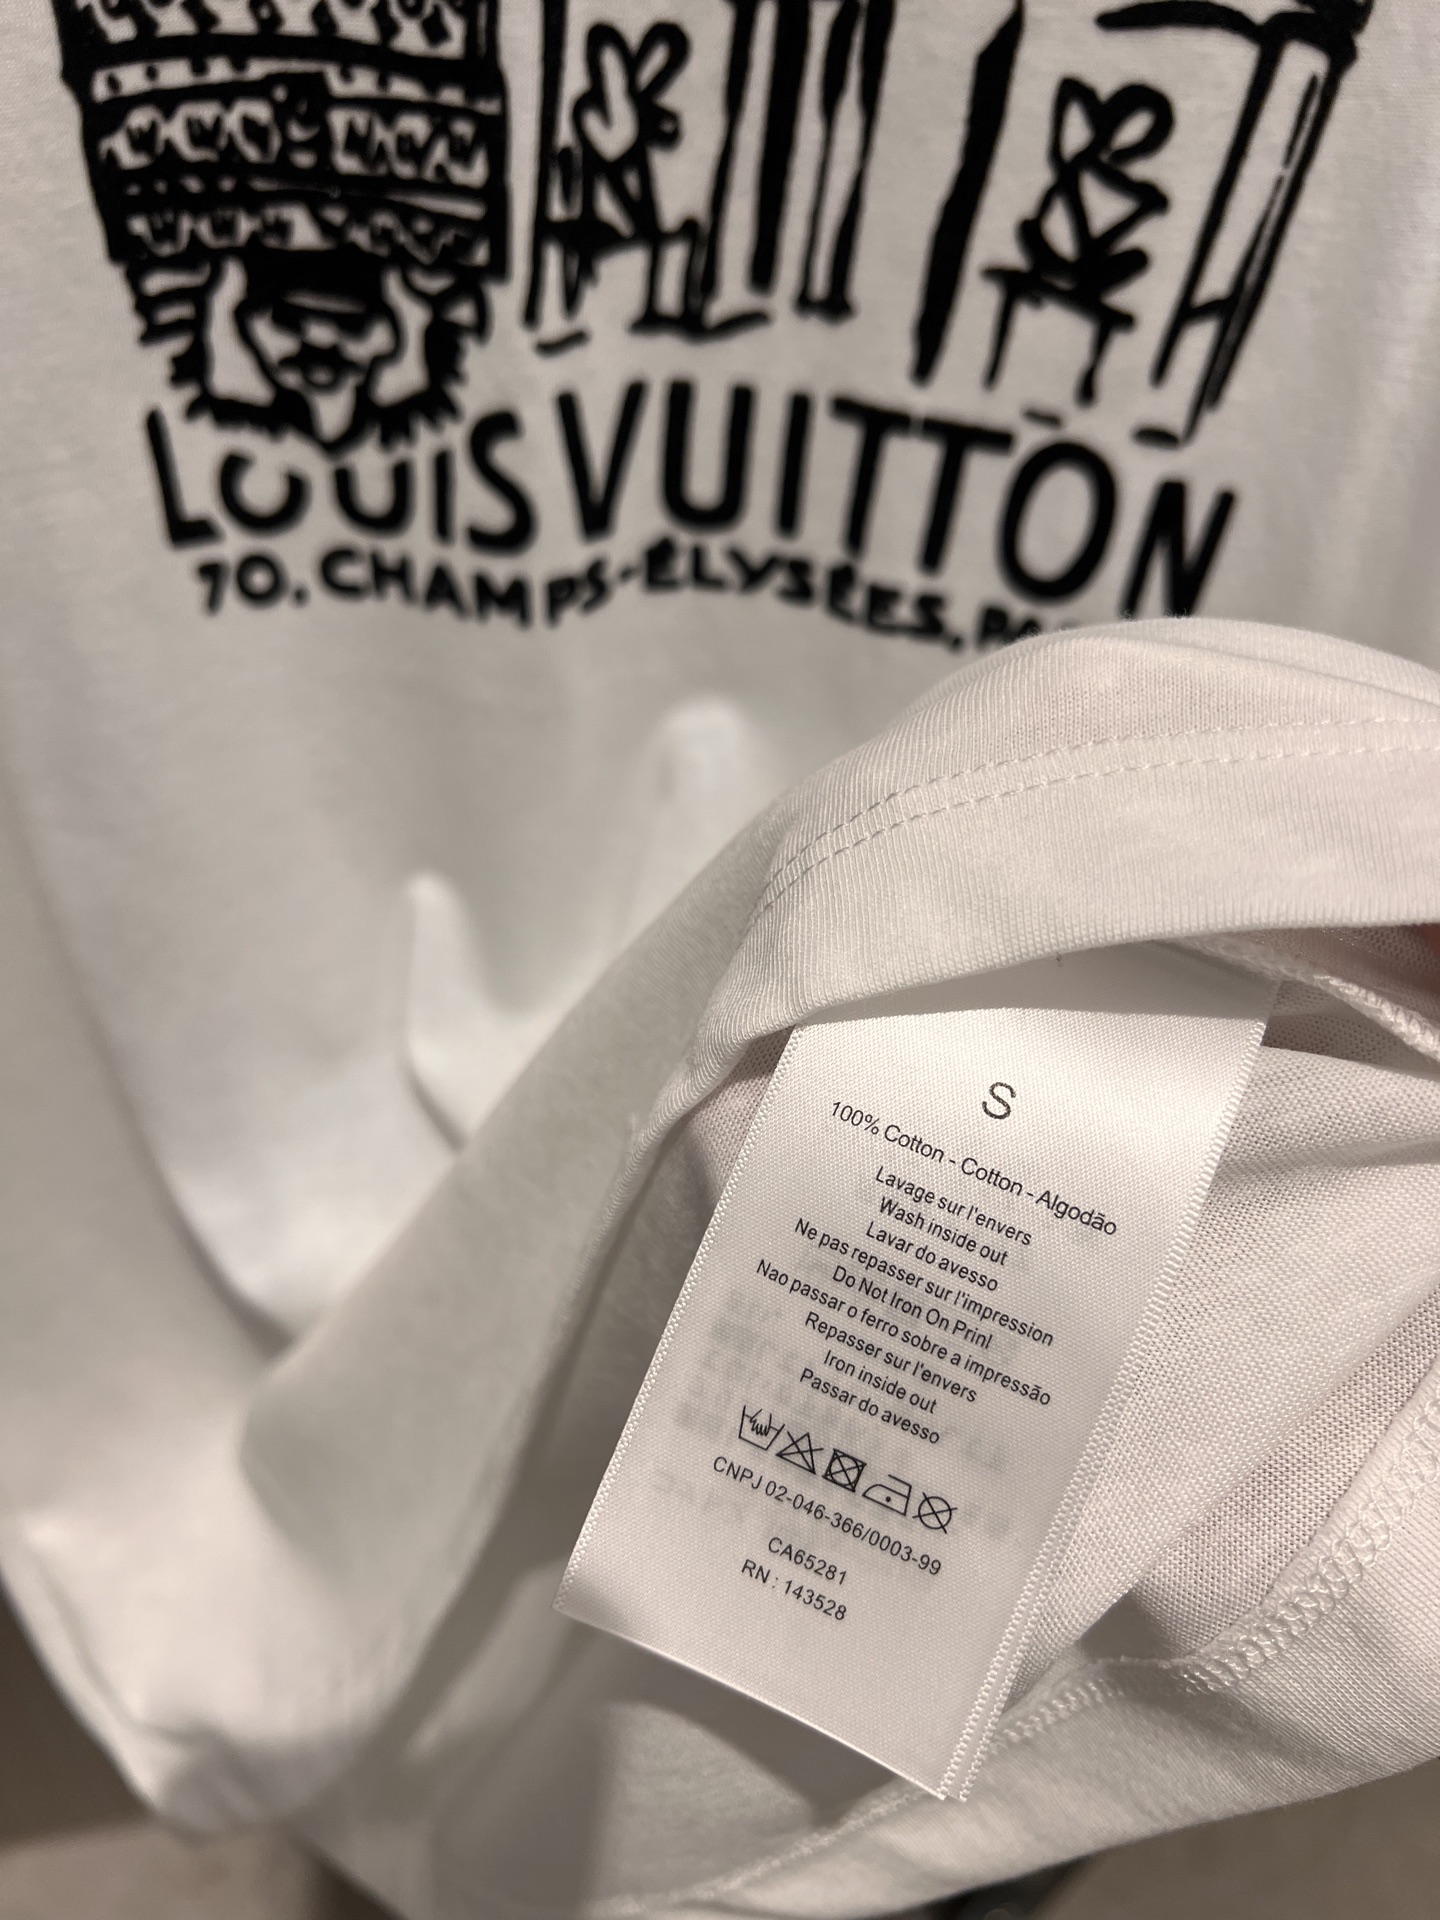 LOUIS VUITTON
70, CHAMPS-ÉLYSÉES,
S
100% Cotton - Cotton - Algodão
Lavage sur l'envers
Wash inside out
Lavar do avesso
Ne pas repasser sur l'impression
Do Not Iron On Prinl
Nao passar o ferro sobre a impressão
Repasser sur l'envers
Iron inside out
Passar do avesso
CNPJ 02-046-366/0003-99
CA65281
RN : 143528